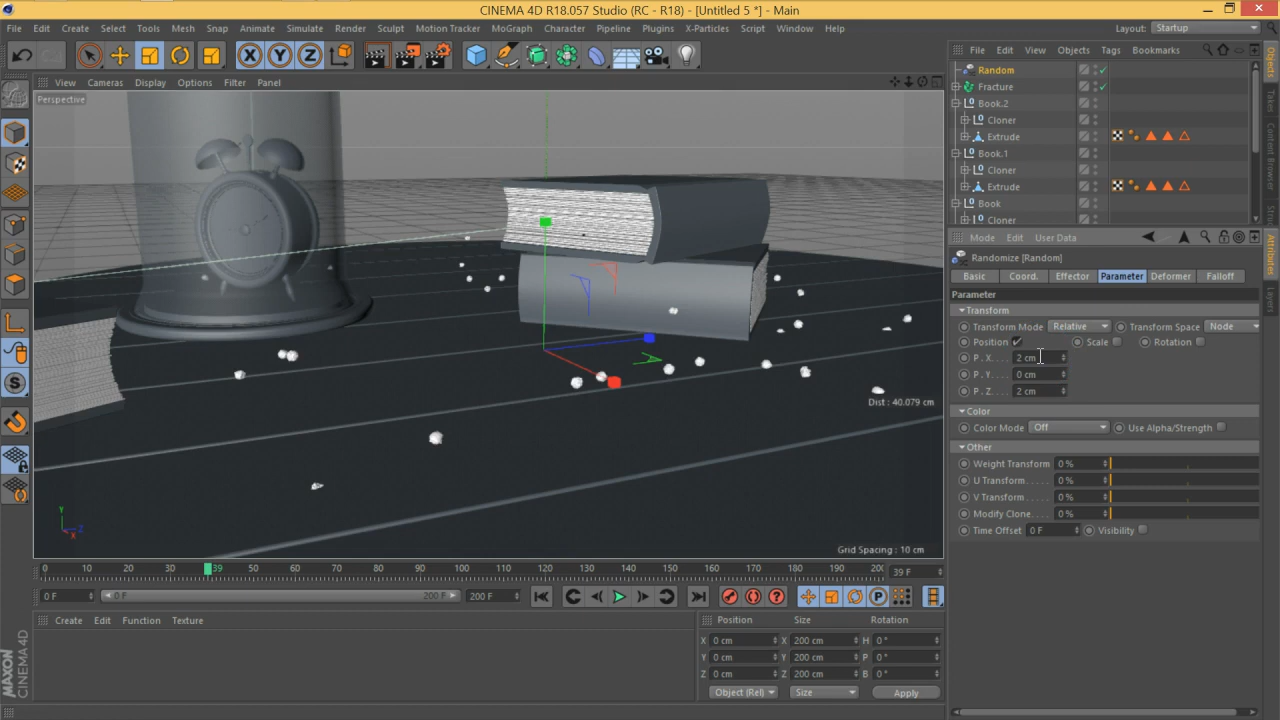 CINEMA 4D R18.057 Studio (RC - R18) - [Untitled 5 *] - Main
File Edit Create Select Tools Mesh Snap Animate Simulate Render Sculpt Motion Tracker MoGraph Character Pipeline Plugins X-Particles Script Window Help Layout: Startup
File Edit View Objects Tags Bookmarks
View Cameras Display Options Filter Panel
Perspective
Random
Fracture
Book.2
Cloner
Extrude
Book.1
Cloner
Extrude
Book
Cloner
Objects
Takes
Content Browser
Struc
Mode Edit User Data
Randomize [Random]
Basic Coord. Effector Parameter Deformer Falloff
Parameter
Transform
Transform Mode Relative Transform Space Node
Position Scale Rotation
P . X. . . . 2 cm
P . Y. . . . 0 cm
P . Z. . . . 2 cm
Color
Color Mode Off Use Alpha/Strength
Other
Weight Transform 0 %
U Transform. . . . . 0 %
V Transform. . . . . 0 %
Modify Clone. . . . 0 %
Time Offset 0 F Visibility
Attributes
Layers
Dist : 40.079 cm
Y
Z
X
Grid Spacing : 10 cm
0 10 20 30 39 50 60 70 80 90 100 110 120 130 140 150 160 170 180 190 200 39 F
0 F 0 F 200 F 200 F
Create Edit Function Texture
Position Size Rotation
X 0 cm X 200 cm H 0 °
Y 0 cm Y 200 cm P 0 °
Z 0 cm Z 200 cm B 0 °
Object (Rel) Size Apply
MAXON
CINEMA 4D